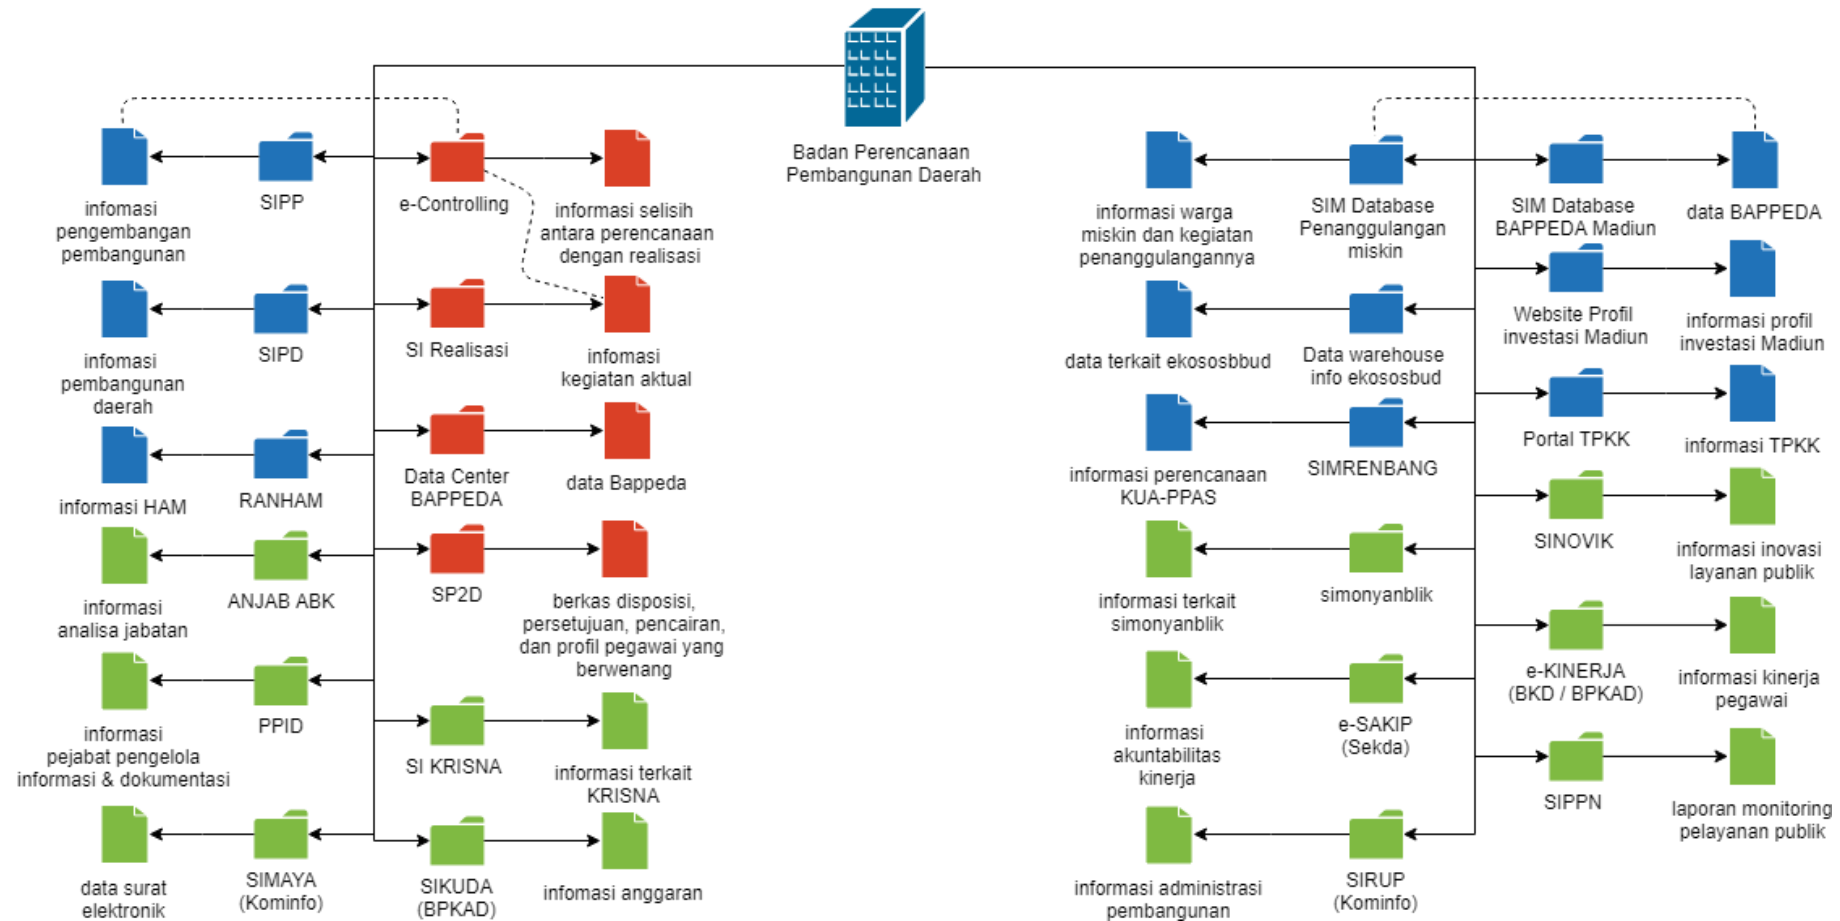 Badan Perencanaan
Pembangunan Daerah
infomasi
pengembangan
pembangunan
SIPP
e-Controlling
informasi selisih
antara perencanaan
dengan realisasi
infomasi
pembangunan
daerah
SIPD
SI Realisasi
infomasi
kegiatan aktual
informasi HAM
RANHAM
Data Center
BAPPEDA
data Bappeda
informasi
analisa jabatan
ANJAB ABK
SP2D
berkas disposisi,
persetujuan, pencairan,
dan profil pegawai yang
berwenang
informasi
pejabat pengelola
informasi & dokumentasi
PPID
SI KRISNA
informasi terkait
KRISNA
data surat
elektronik
SIMAYA
(Kominfo)
SIKUDA
(BPKAD)
infomasi anggaran
informasi warga
miskin dan kegiatan
penanggulangannya
SIM Database
Penanggulangan
miskin
SIM Database
BAPPEDA Madiun
data BAPPEDA
data terkait ekososbbud
Data warehouse
info ekososbud
Website Profil
investasi Madiun
informasi profil
investasi Madiun
informasi perencanaan
KUA-PPAS
SIMRENBANG
Portal TPKK
informasi TPKK
informasi terkait
simonyanblik
simonyanblik
SINOVIK
informasi inovasi
layanan publik
informasi
akuntabilitas
kinerja
e-SAKIP
(Sekda)
e-KINERJA
(BKD / BPKAD)
informasi kinerja
pegawai
informasi administrasi
pembangunan
SIRUP
(Kominfo)
SIPPN
laporan monitoring
pelayanan publik